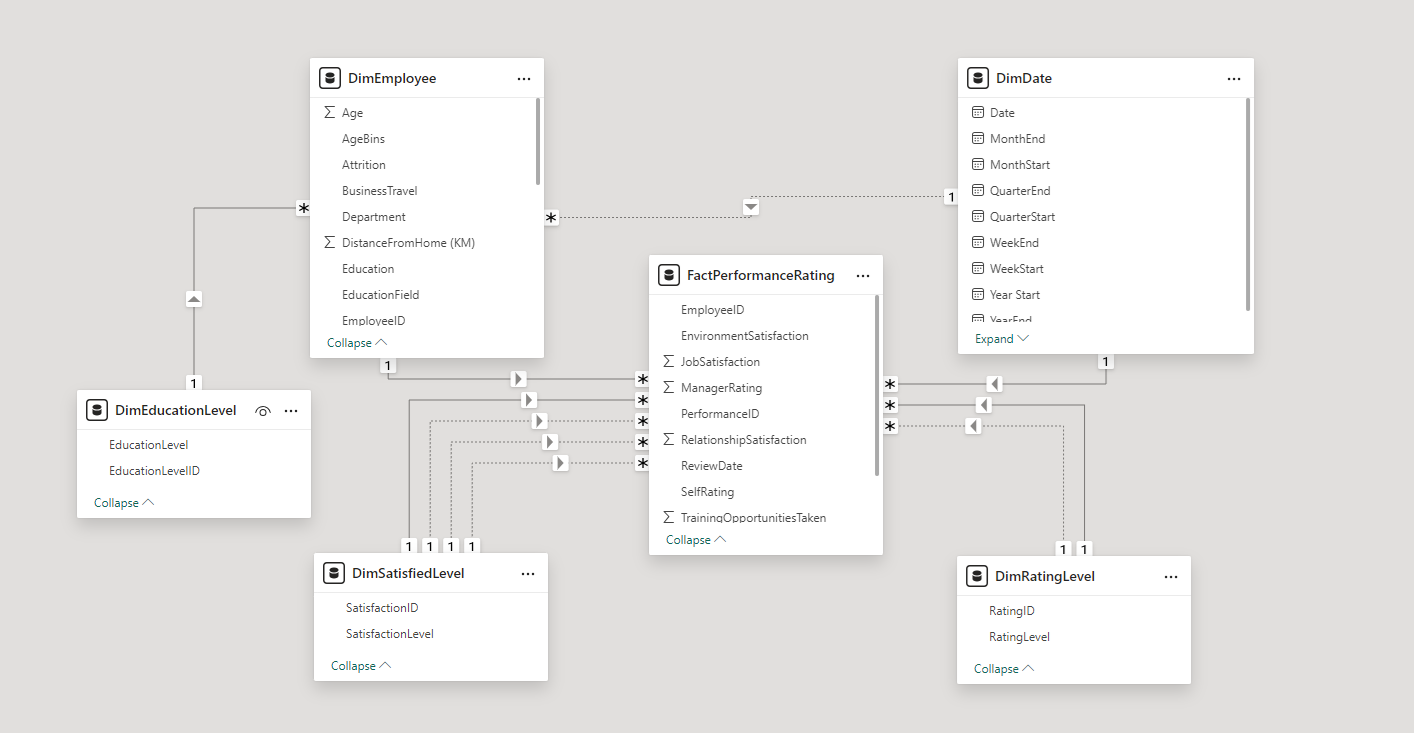 DimEmployee
Age
AgeBins
Attrition
BusinessTravel
Department
DistanceFromHome (KM)
Education
EducationField
EmployeeID
Collapse
DimDate
Date
MonthEnd
MonthStart
QuarterEnd
QuarterStart
WeekEnd
WeekStart
Year Start
YearEnd
Expand
FactPerformanceRating
EmployeeID
EnvironmentSatisfaction
JobSatisfaction
ManagerRating
PerformanceID
RelationshipSatisfaction
ReviewDate
SelfRating
TrainingOpportunitiesTaken
Collapse
DimEducationLevel
EducationLevel
EducationLevelID
Collapse
DimSatisfiedLevel
SatisfactionID
SatisfactionLevel
Collapse
DimRatingLevel
RatingID
RatingLevel
Collapse
*
1
*
1
1
1
*
*
*
*
*
1
1
1
1
1
*
*
*
1
1